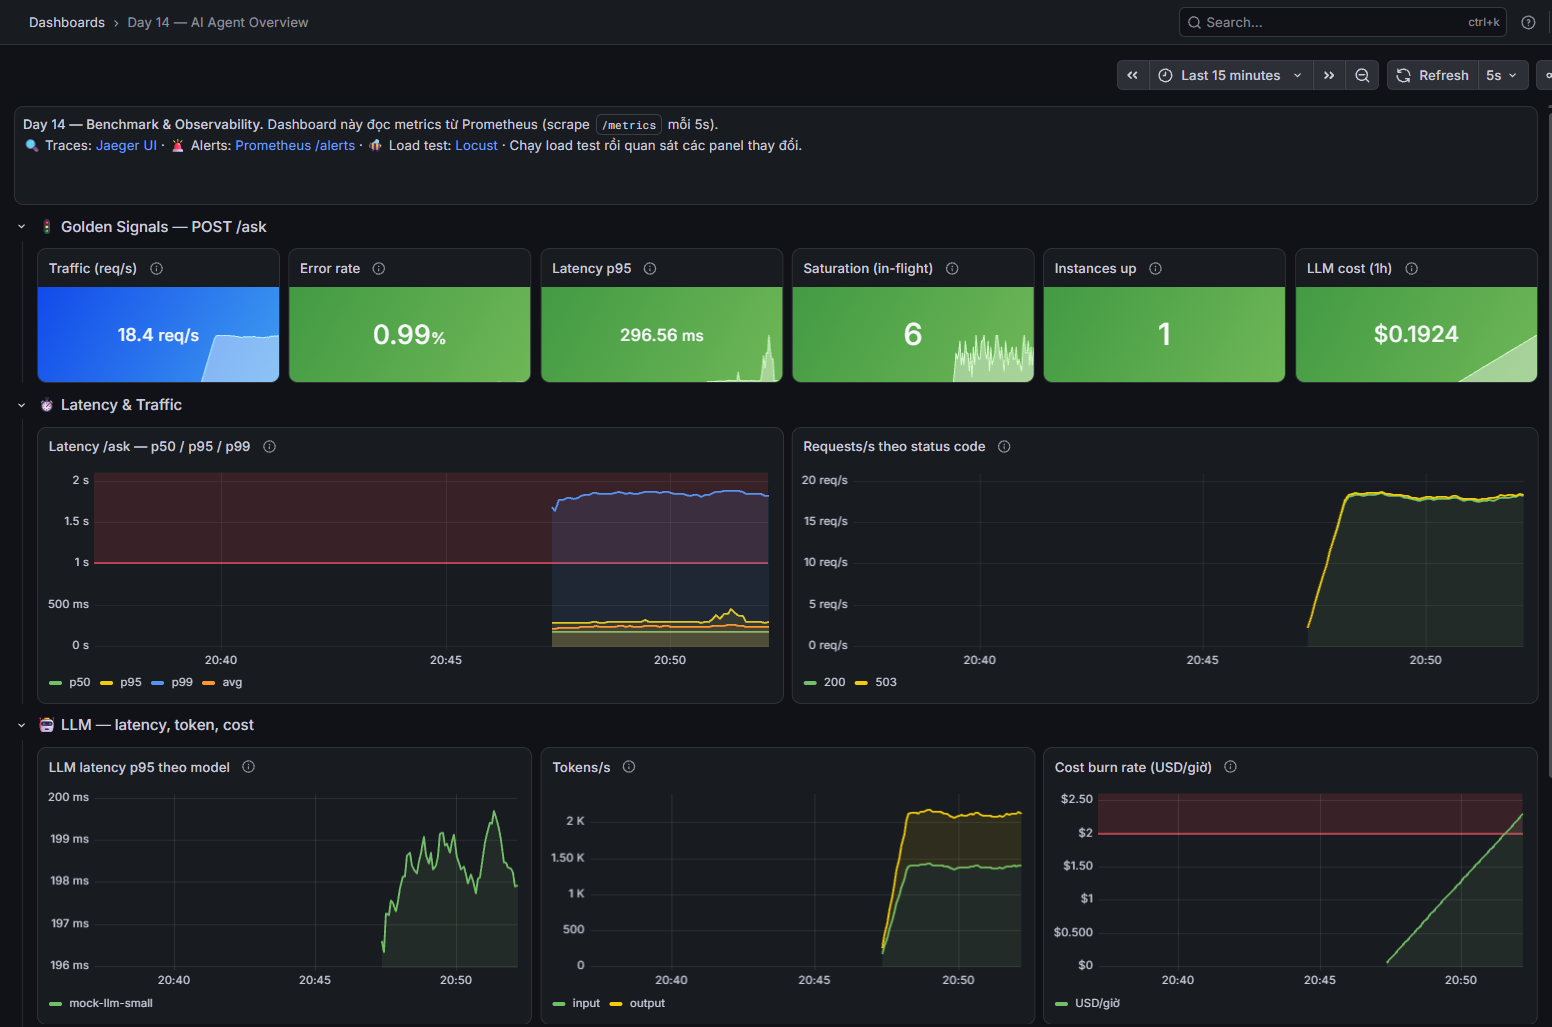 Dashboards › Day 14 — AI Agent Overview
Search... ctrl+k
Last 15 minutes
Refresh 5s
Day 14 — Benchmark & Observability. Dashboard này đọc metrics từ Prometheus (scrape /metrics mỗi 5s).
Traces: Jaeger UI · Alerts: Prometheus /alerts · Load test: Locust · Chạy load test rồi quan sát các panel thay đổi.
Golden Signals — POST /ask
Traffic (req/s)
18.4 req/s
Error rate
0.99%
Latency p95
296.56 ms
Saturation (in-flight)
6
Instances up
1
LLM cost (1h)
$0.1924
Latency & Traffic
Latency /ask — p50 / p95 / p99
2 s
1.5 s
1 s
500 ms
0 s
20:40 20:45 20:50
p50 p95 p99 avg
Requests/s theo status code
20 req/s
15 req/s
10 req/s
5 req/s
0 req/s
20:40 20:45 20:50
200 503
LLM — latency, token, cost
LLM latency p95 theo model
200 ms
199 ms
198 ms
197 ms
196 ms
20:40 20:45 20:50
mock-llm-small
Tokens/s
2 K
1.50 K
1 K
500
0
20:40 20:45 20:50
input output
Cost burn rate (USD/giờ)
$2.50
$2
$1.50
$1
$0.500
$0
20:40 20:45 20:50
USD/giờ